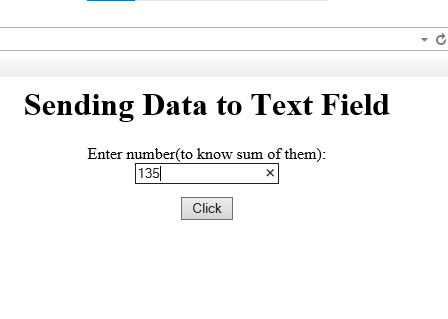 Sending Data to Text Field
Enter number(to know sum of them):
135
Click